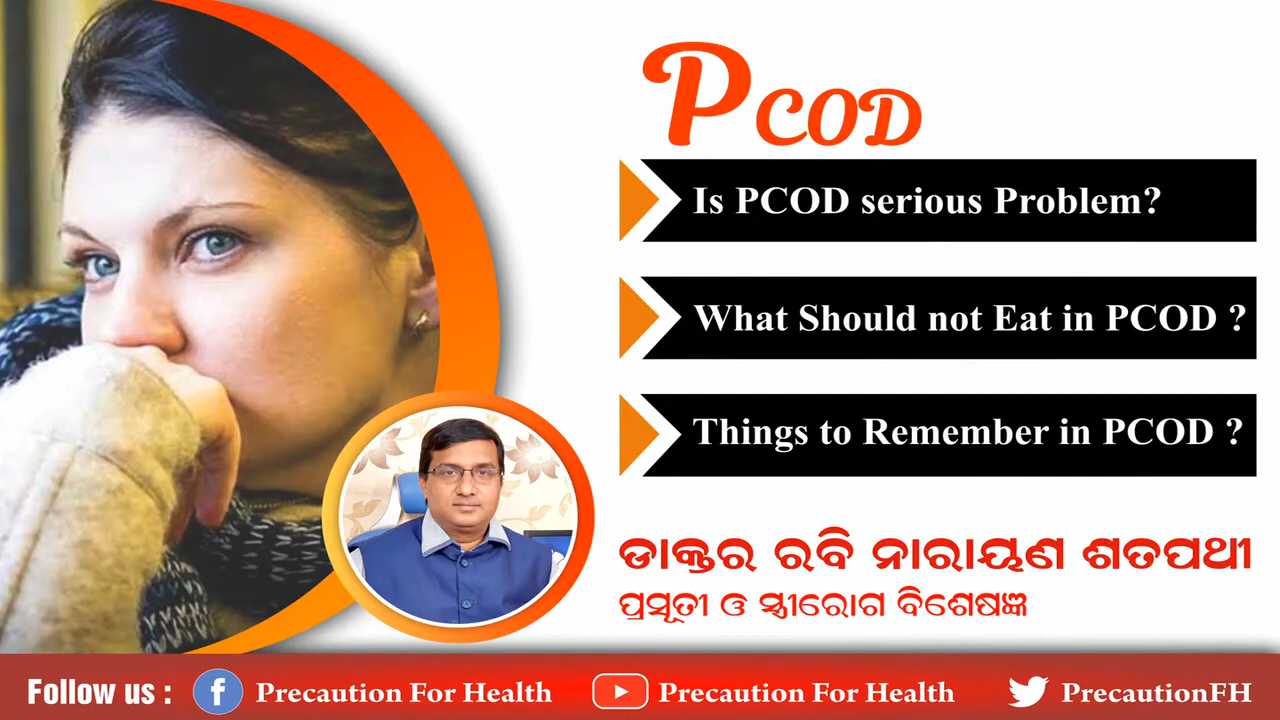 PCOD
Is PCOD serious Problem?
What Should not Eat in PCOD ?
Things to Remember in PCOD ?
ଡାକ୍ତର ରବି ନାରାୟଣ ଶତପଥୀ
ପ୍ରସୂତୀ ଓ ସ୍ତ୍ରୀରୋଗ ବିଶେଷଜ୍ଞ
Follow us : Precaution For Health Precaution For Health PrecautionFH